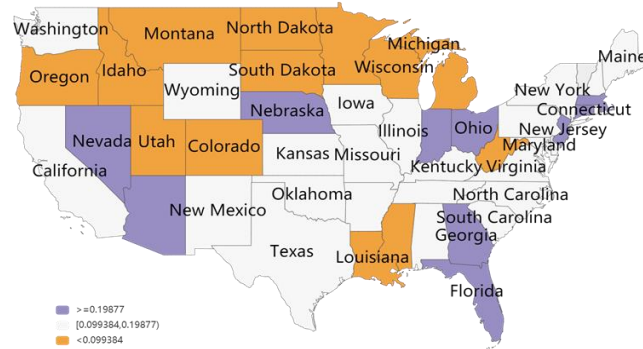 Washington
Montana
North Dakota
Michigan
Maine
Oregon
Idaho
South Dakota
Wisconsin
Wyoming
New York
Nebraska
Iowa
Connecticut
Nevada
Utah
Colorado
Illinois
Ohio
New Jersey
Maryland
California
Kansas
Missouri
Kentucky
Virginia
New Mexico
Oklahoma
North Carolina
South Carolina
Texas
Louisiana
Georgia
Florida
>=0.19877
[0.099384,0.19877)
<0.099384